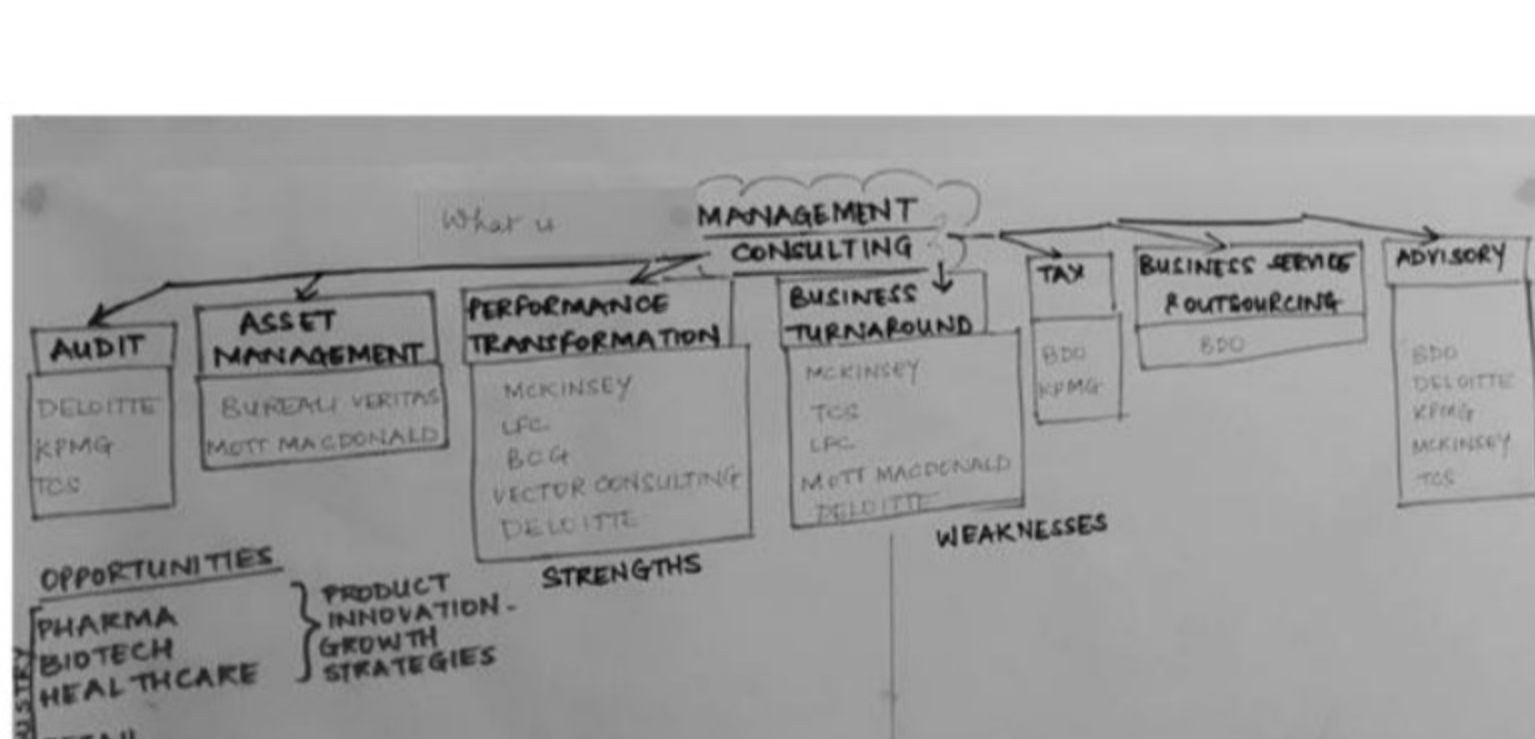 What is
MANAGEMENT
CONSULTING
AUDIT
DELOITTE
KPMG
TCS
ASSET
MANAGEMENT
BUREAU VERITAS
MOTT MACDONALD
PERFORMANCE
TRANSFORMATION
MCKINSEY
LFC
BCG
VECTOR CONSULTING
DELOITTE
BUSINESS
TURNAROUND
MCKINSEY
TCS
LFC
MOTT MACDONALD
DELOITTE
TAX
BDO
KPMG
BUSINESS SERVICE
& OUTSOURCING
BDO
ADVISORY
BDO
DELOITTE
KPMG
MCKINSEY
TCS
STRENGTHS
WEAKNESSES
OPPORTUNITIES
PHARMA
BIOTECH
HEALTHCARE
PRODUCT
INNOVATION -
GROWTH
STRATEGIES